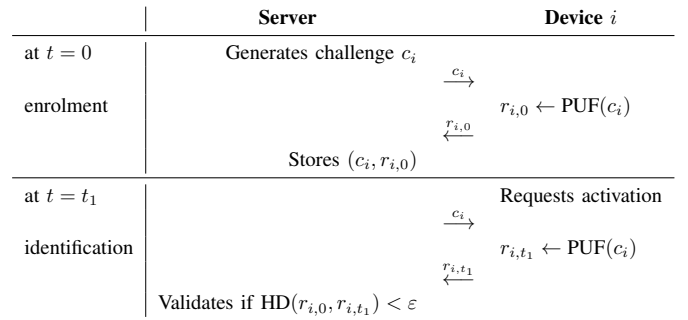 Server Device i
at t = 0 Generates challenge c_i
c_i →
enrolment r_{i,0} ← PUF(c_i)
r_{i,0} ←
Stores (c_i, r_{i,0})
at t = t_1 Requests activation
c_i →
identification r_{i,t_1} ← PUF(c_i)
r_{i,t_1} ←
Validates if HD(r_{i,0}, r_{i,t_1}) < ε